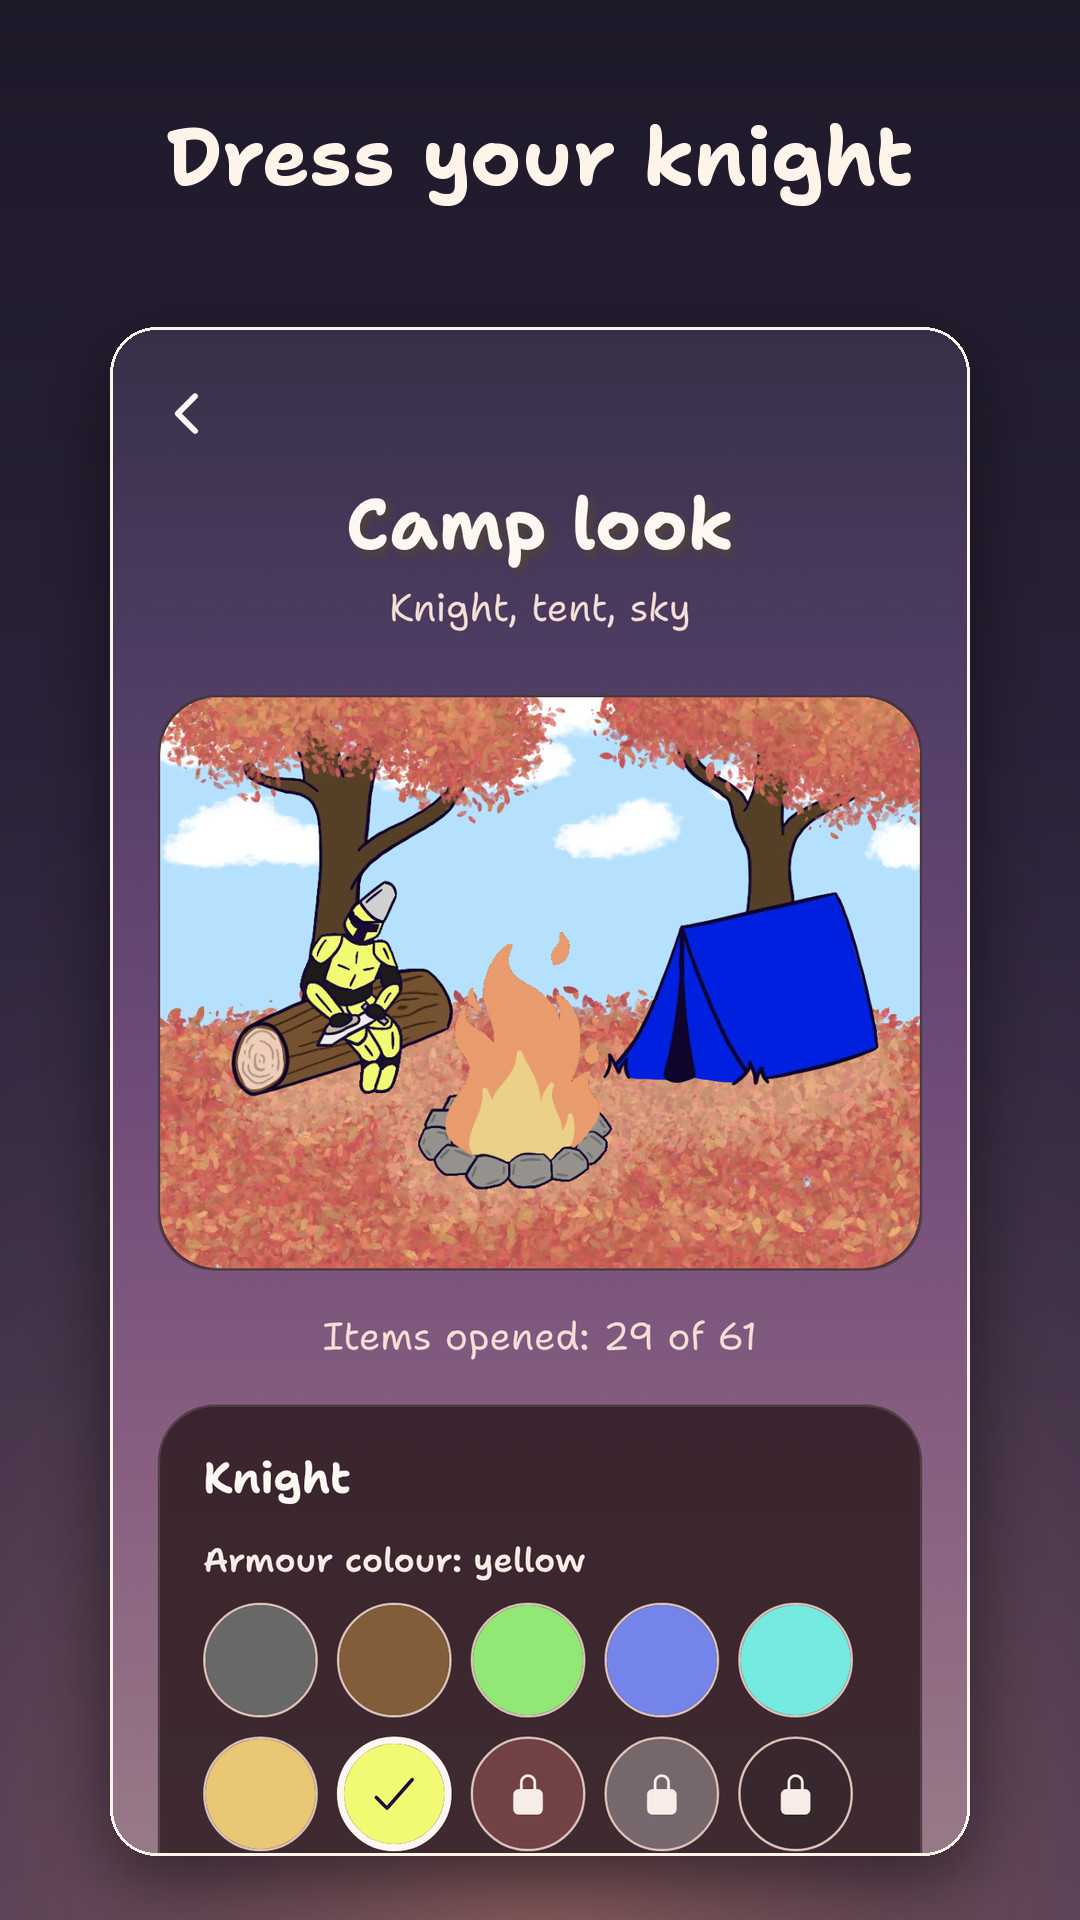 Dress your knight
Camp look
Knight, tent, sky
Items opened: 29 of 61
Knight
Armour colour: yellow